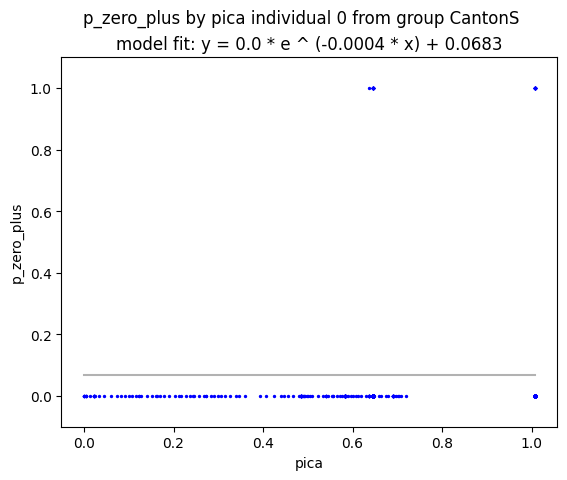 p_zero_plus by pica individual 0 from group CantonS
model fit: y = 0.0 * e ^ (-0.0004 * x) + 0.0683
1.0
0.8
0.6
0.4
0.2
0.0
p_zero_plus
0.0 0.2 0.4 0.6 0.8 1.0
pica